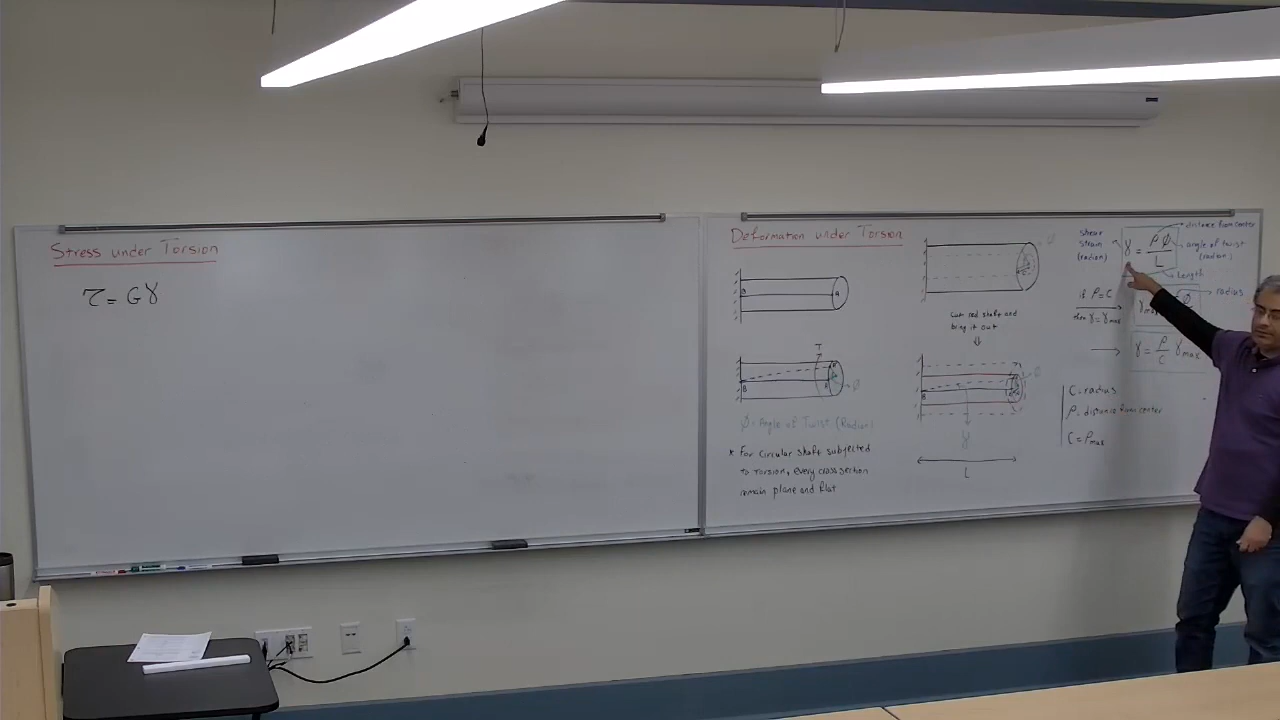 Stress under Torsion
τ = Gγ
Deformation under Torsion
B
A
T
B
A
Ø
Ø: Angle of Twist (Radian)
* For circular shaft subjected
to Torsion, every cross section
remain plane and flat
Ø
Cut red shaft and
bring it out
⇓
B
Ø
γ
L
shear
strain
(radian)
γ = ρØ / L
distance from center
angle of twist
(radian)
Length
if ρ=c
then γ=γmax
radius
→ γ = ρ/c γmax
C=radius
ρ=distance from center
C=ρmax